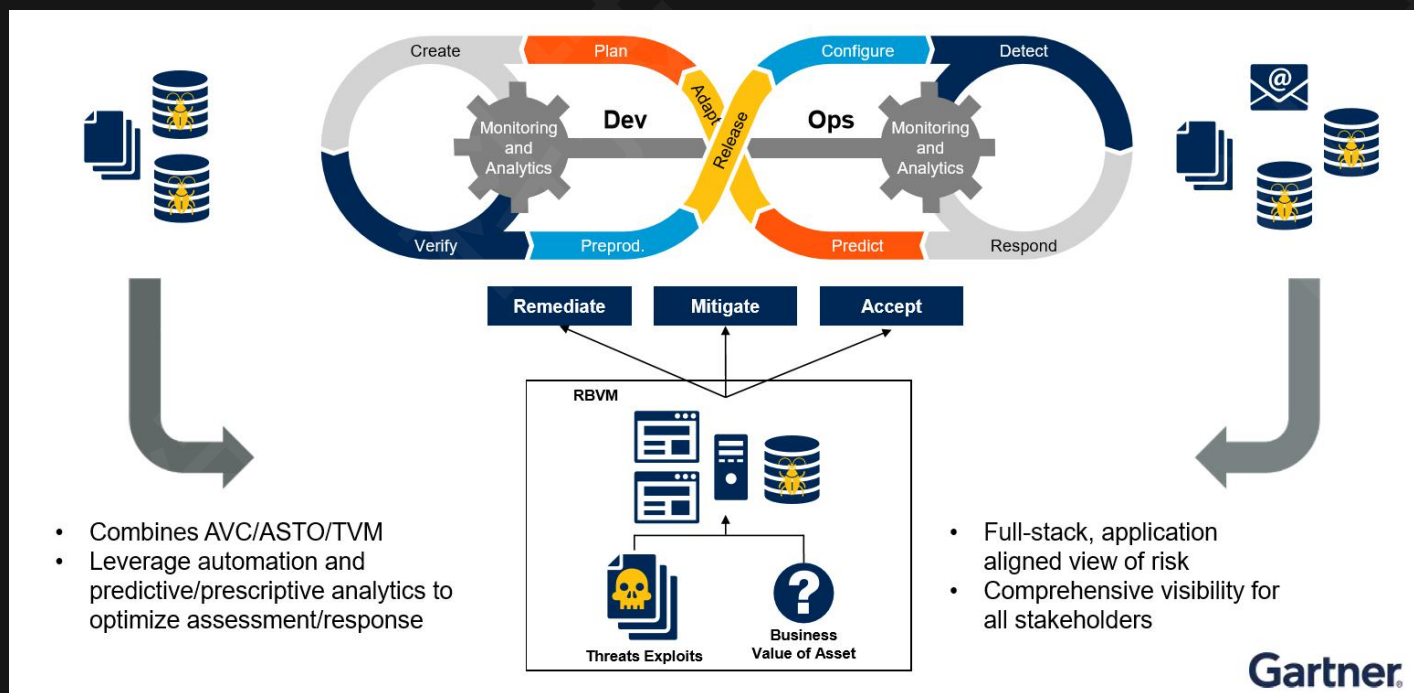 Create
Plan
Configure
Detect
Adapt
Release
Monitoring
and
Analytics
Dev
Ops
Monitoring
and
Analytics
Verify
Preprod.
Predict
Respond
Remediate
Mitigate
Accept
RBVM
Threats Exploits
?
Business
Value of Asset
@
• Combines AVC/ASTO/TVM
• Leverage automation and
predictive/prescriptive analytics to
optimize assessment/response
• Full-stack, application
aligned view of risk
• Comprehensive visibility for
all stakeholders
Gartner®